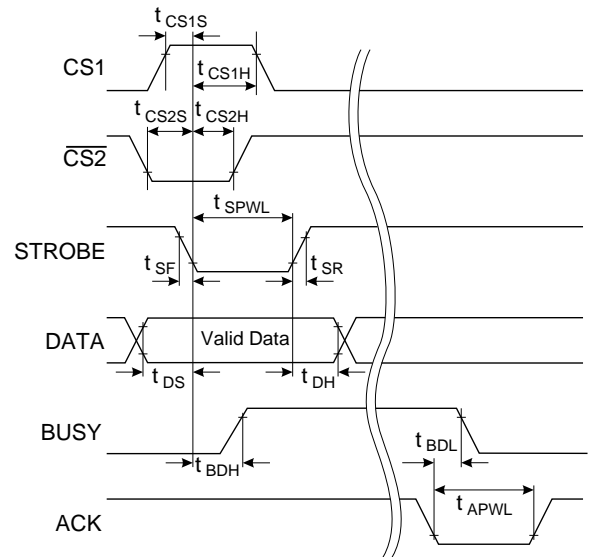 t CS1S
CS1
t CS1H
t CS2S
t CS2H
CS2
t SPWL
STROBE
t SF
t SR
DATA
Valid Data
t DS
t DH
BUSY
t BDH
t BDL
t APWL
ACK